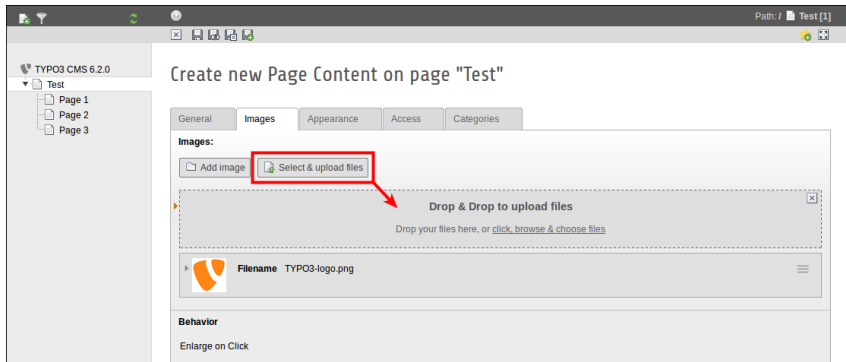 Path: / Test [1]
TYPO3 CMS 6.2.0
Test
Page 1
Page 2
Page 3
Create new Page Content on page "Test"
General Images Appearance Access Categories
Images:
Add image Select & upload files
Drop & Drop to upload files
Drop your files here, or click, browse & choose files
Filename TYPO3-logo.png
Behavior
Enlarge on Click